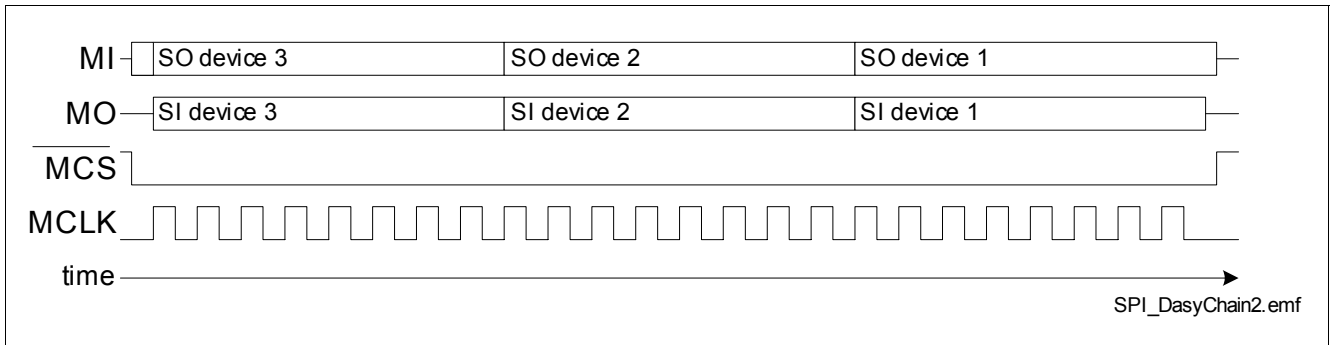 MI SO device 3 SO device 2 SO device 1
MO SI device 3 SI device 2 SI device 1
MCS
MCLK
time
SPI_DasyChain2.emf